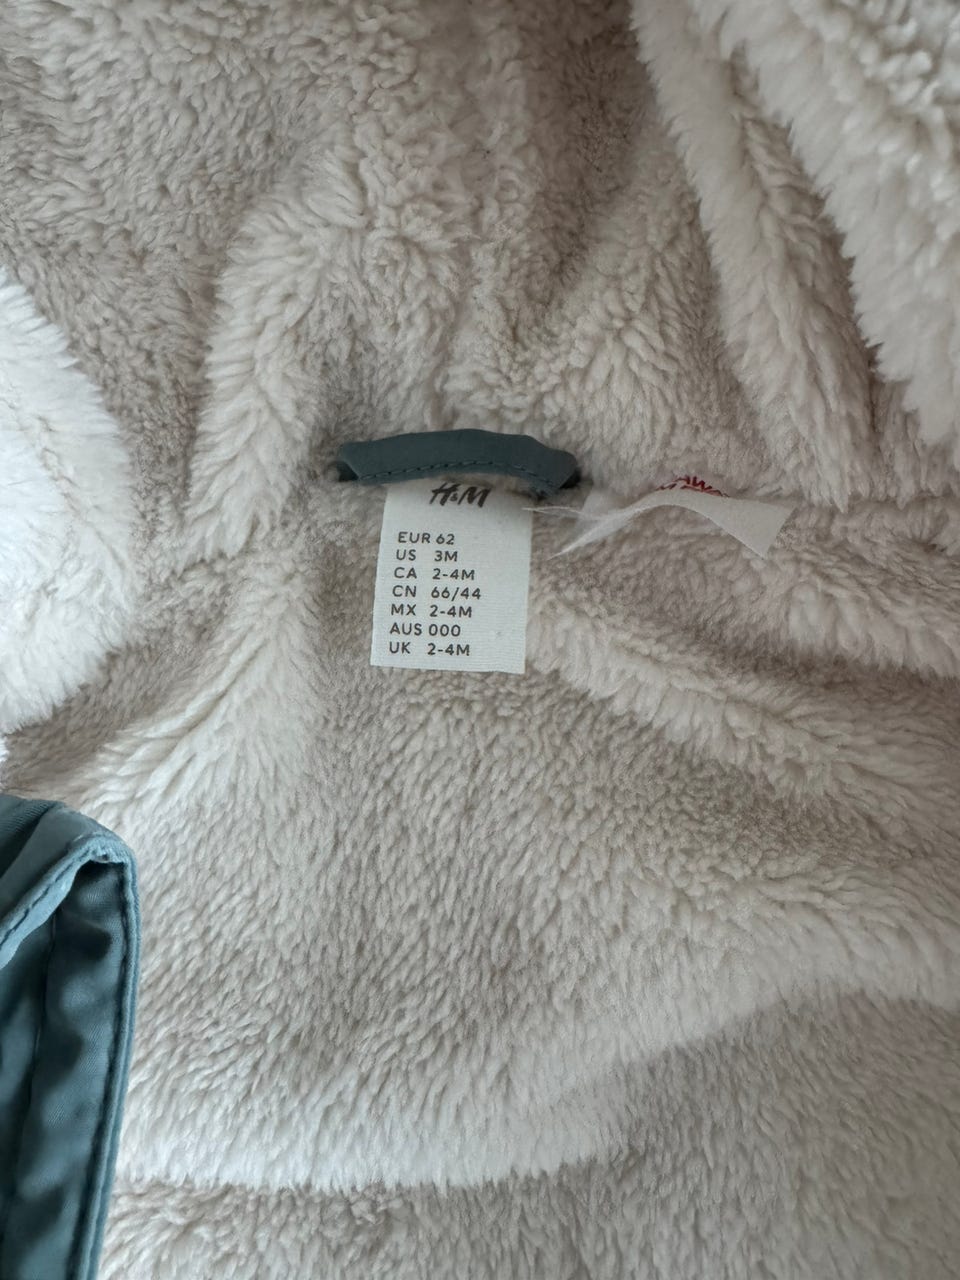 H&M
EUR 62
US 3M
CA 2-4M
CN 66/44
MX 2-4M
AUS 000
UK 2-4M